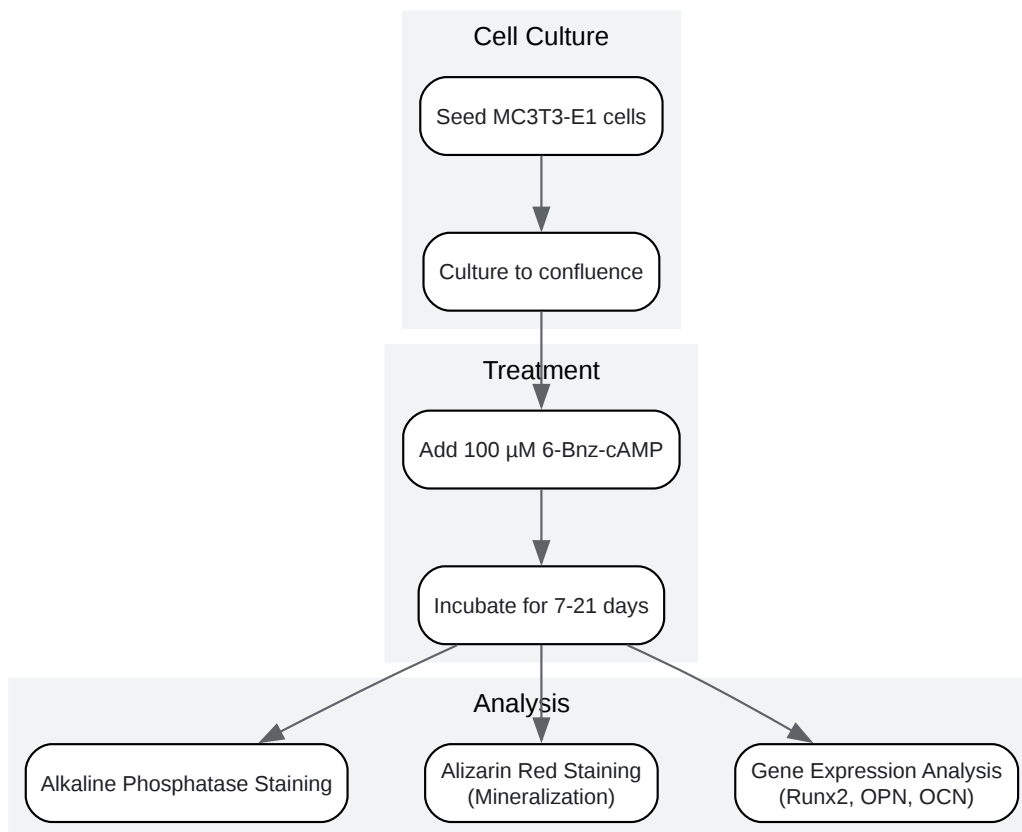 Cell Culture
Seed MC3T3-E1 cells
Culture to confluence
Treatment
Add 100 µM 6-Bnz-cAMP
Incubate for 7-21 days
Analysis
Alkaline Phosphatase Staining
Alizarin Red Staining
(Mineralization)
Gene Expression Analysis
(Runx2, OPN, OCN)